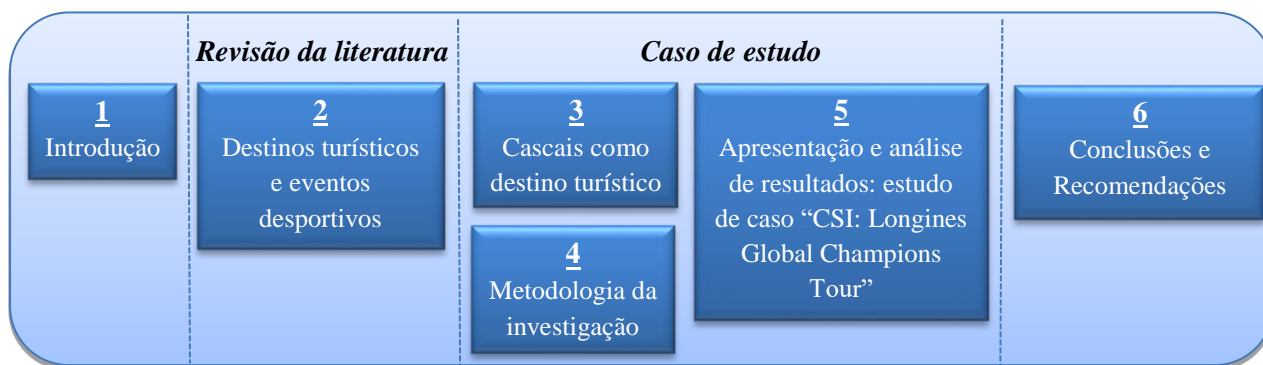 Revisão da literatura
Caso de estudo
1
Introdução
2
Destinos turísticos
e eventos
desportivos
3
Cascais como
destino turístico
4
Metodologia da
investigação
5
Apresentação e análise
de resultados: estudo
de caso “CSI: Longines
Global Champions
Tour”
6
Conclusões e
Recomendações